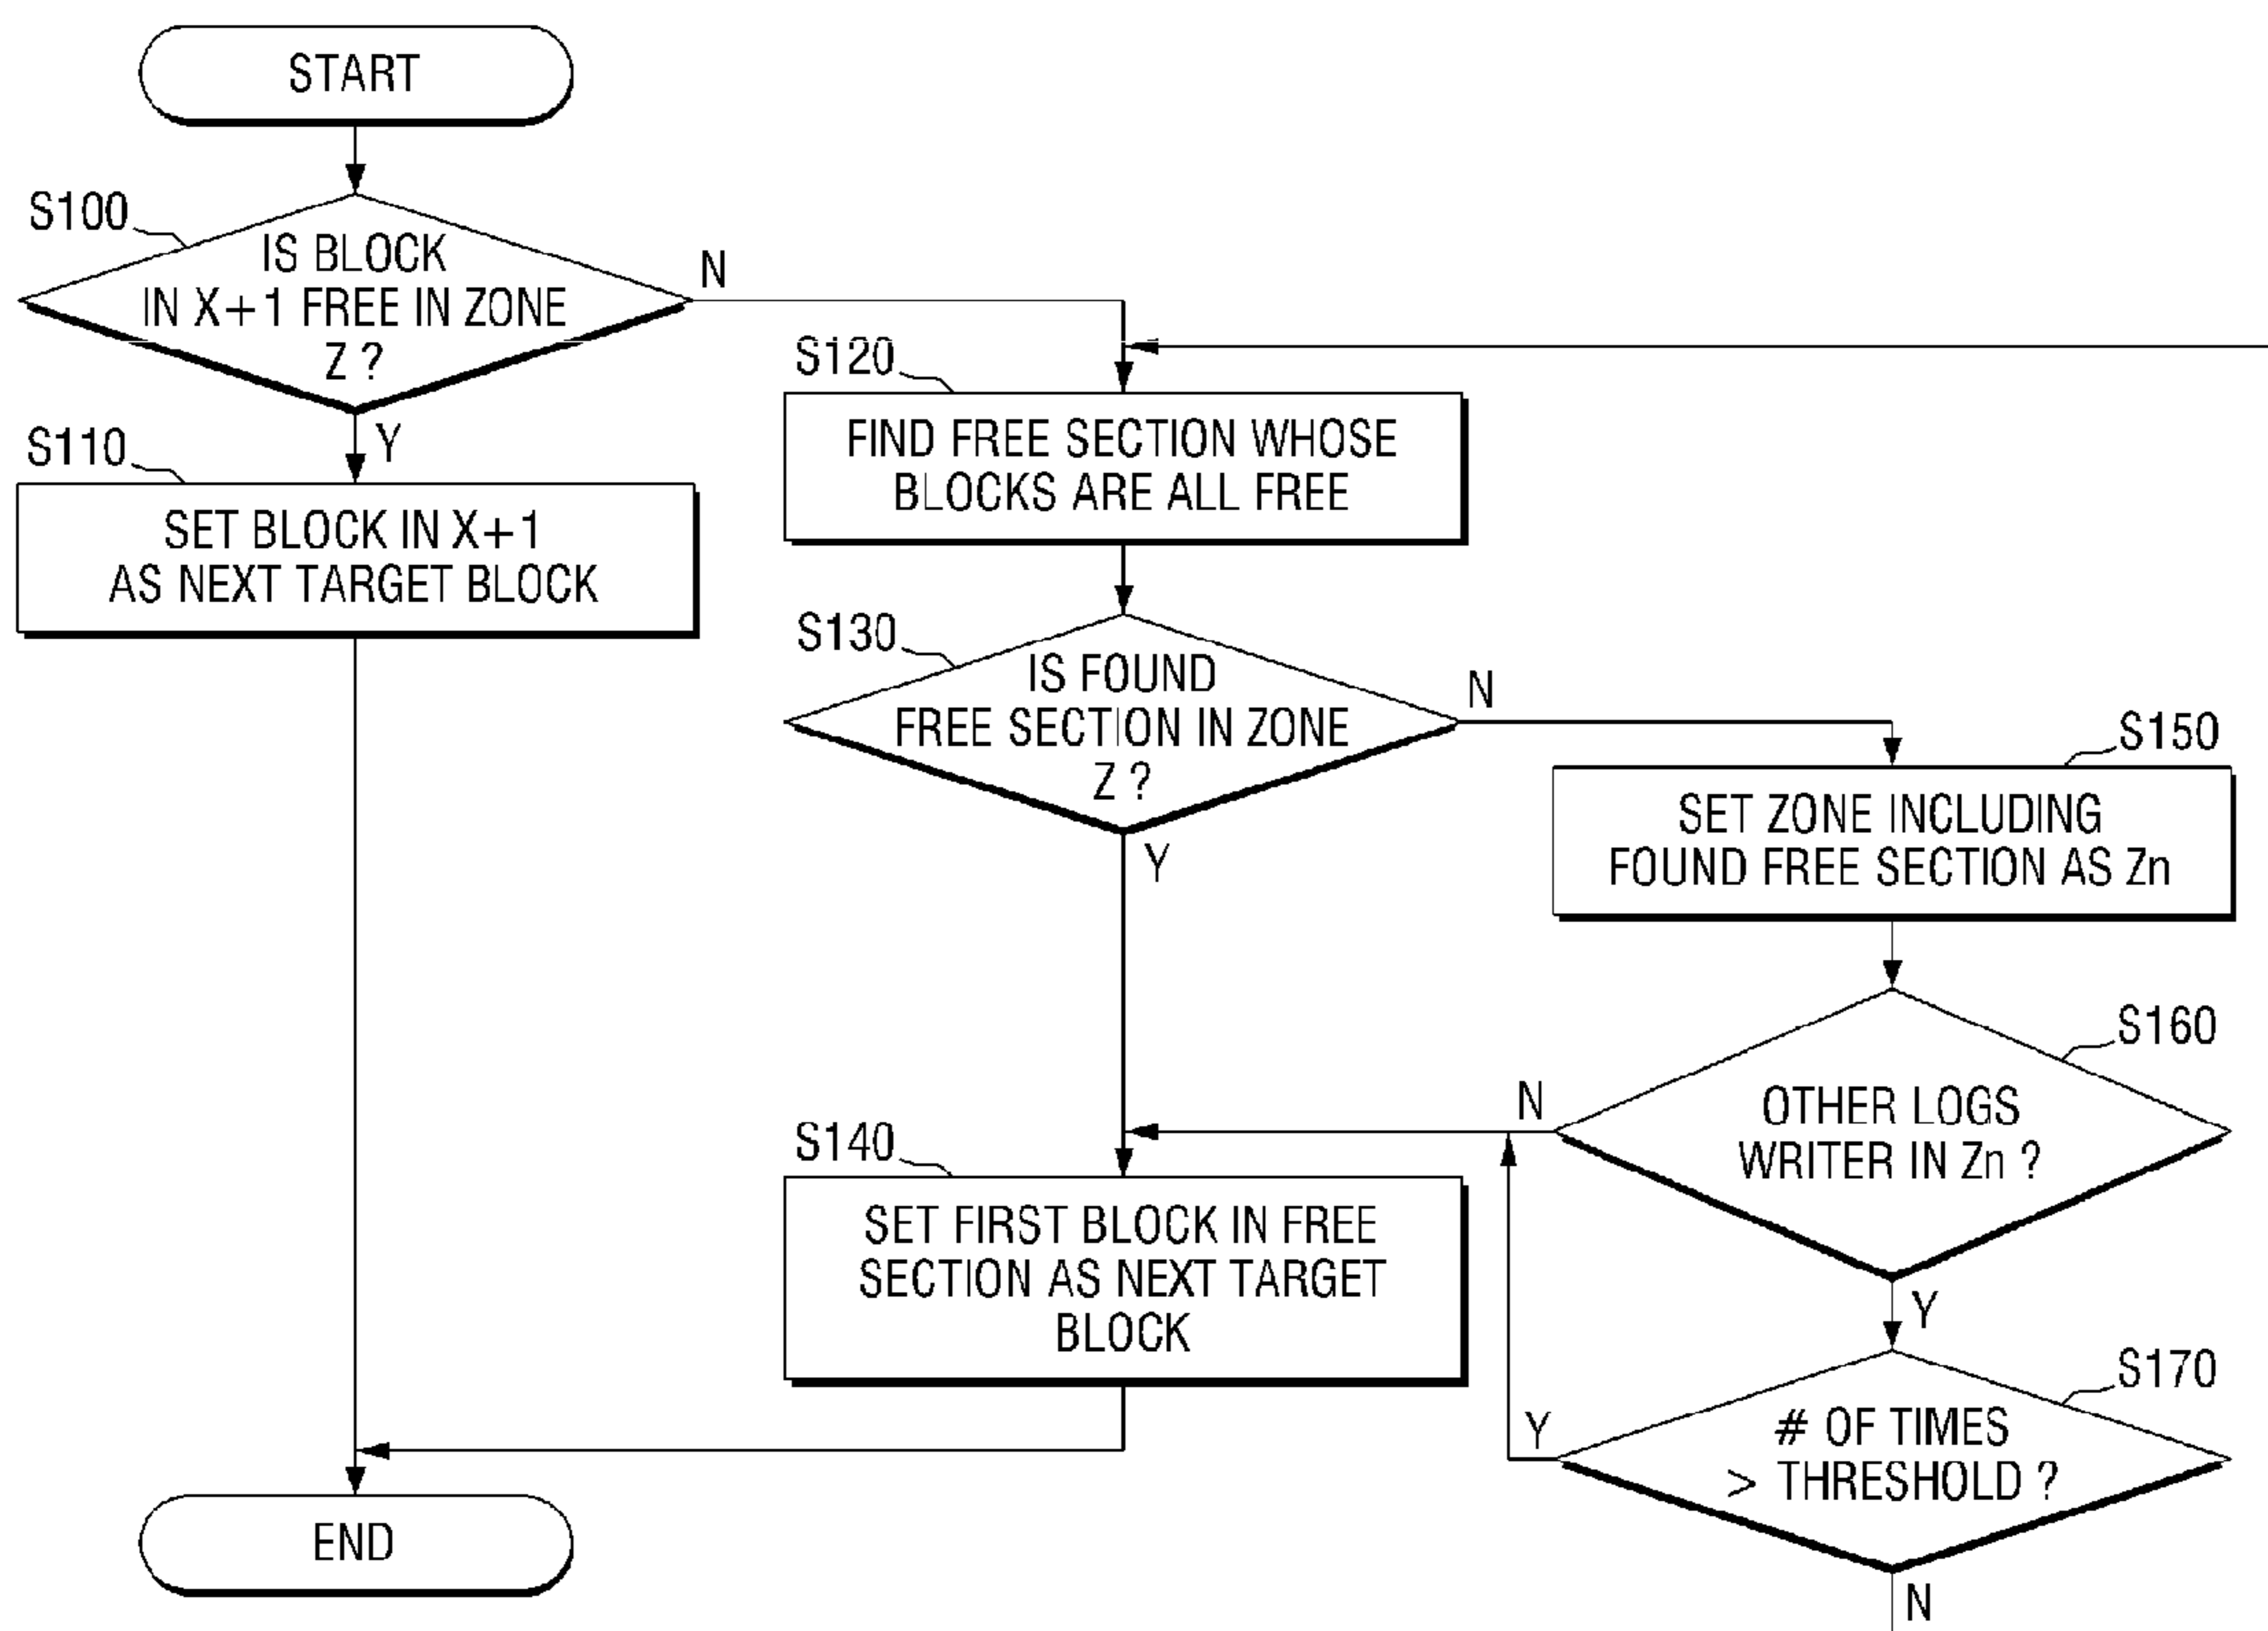 START
S100
IS BLOCK
IN X+1 FREE IN ZONE
Z ?
N
Y
S110
SET BLOCK IN X+1
AS NEXT TARGET BLOCK
S120
FIND FREE SECTION WHOSE
BLOCKS ARE ALL FREE
S130
IS FOUND
FREE SECTION IN ZONE
Z ?
N
Y
S150
SET ZONE INCLUDING
FOUND FREE SECTION AS Zn
S160
OTHER LOGS
WRITER IN Zn ?
N
Y
S140
SET FIRST BLOCK IN FREE
SECTION AS NEXT TARGET
BLOCK
S170
# OF TIMES
> THRESHOLD ?
Y
N
END